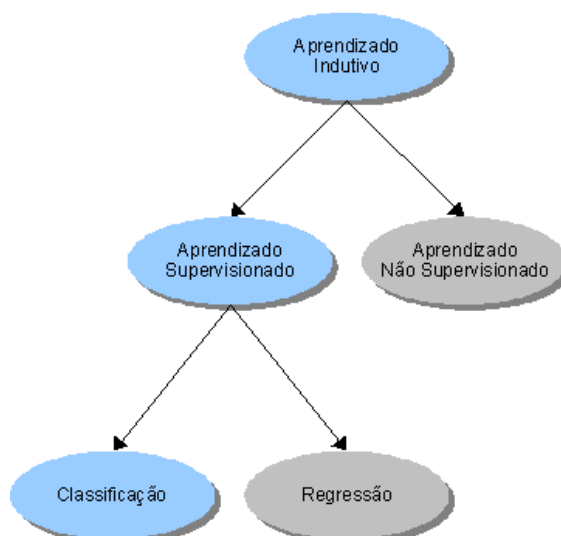 Aprendizado
Indutivo
Aprendizado
Supervisionado
Aprendizado
Não Supervisionado
Classificação
Regressão